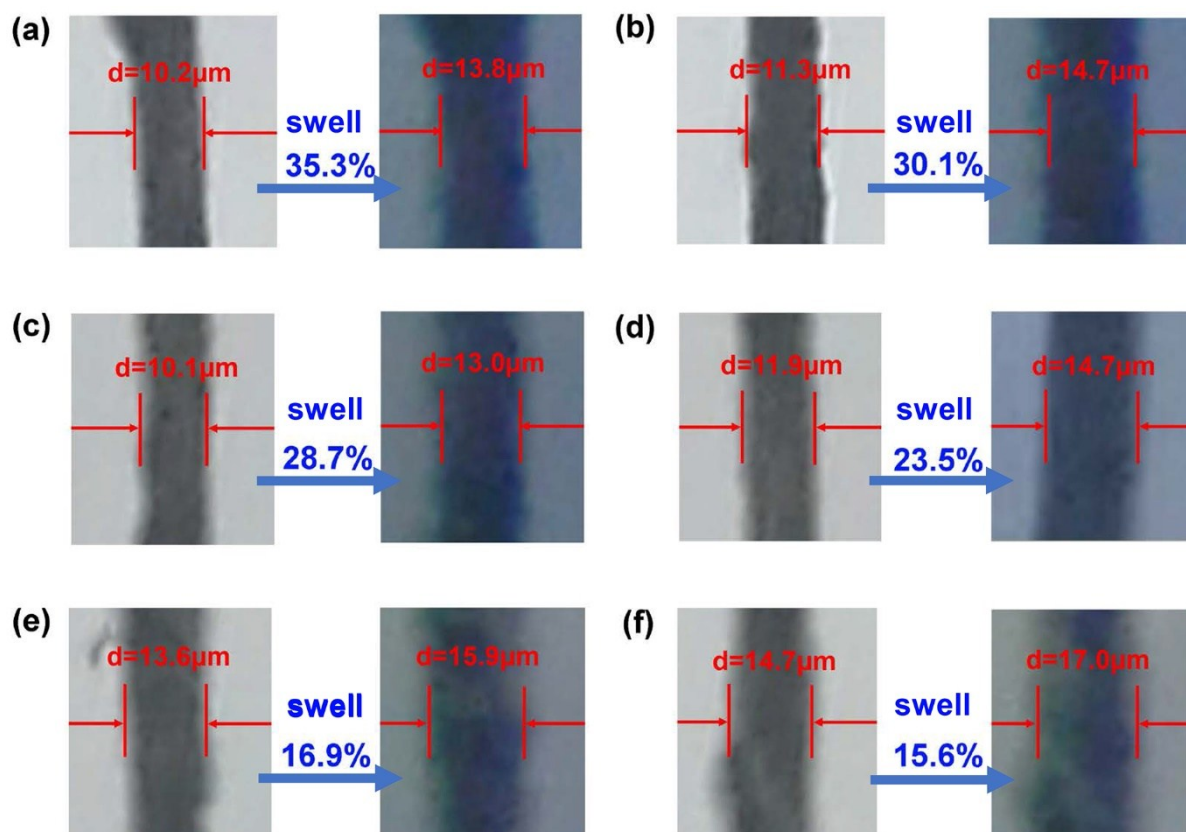 (a)
d=10.2μm
swell
35.3%
d=13.8μm
(b)
d=11.3μm
swell
30.1%
d=14.7μm
(c)
d=10.1μm
swell
28.7%
d=13.0μm
(d)
d=11.9μm
swell
23.5%
d=14.7μm
(e)
d=13.6μm
swell
16.9%
d=15.9μm
(f)
d=14.7μm
swell
15.6%
d=17.0μm